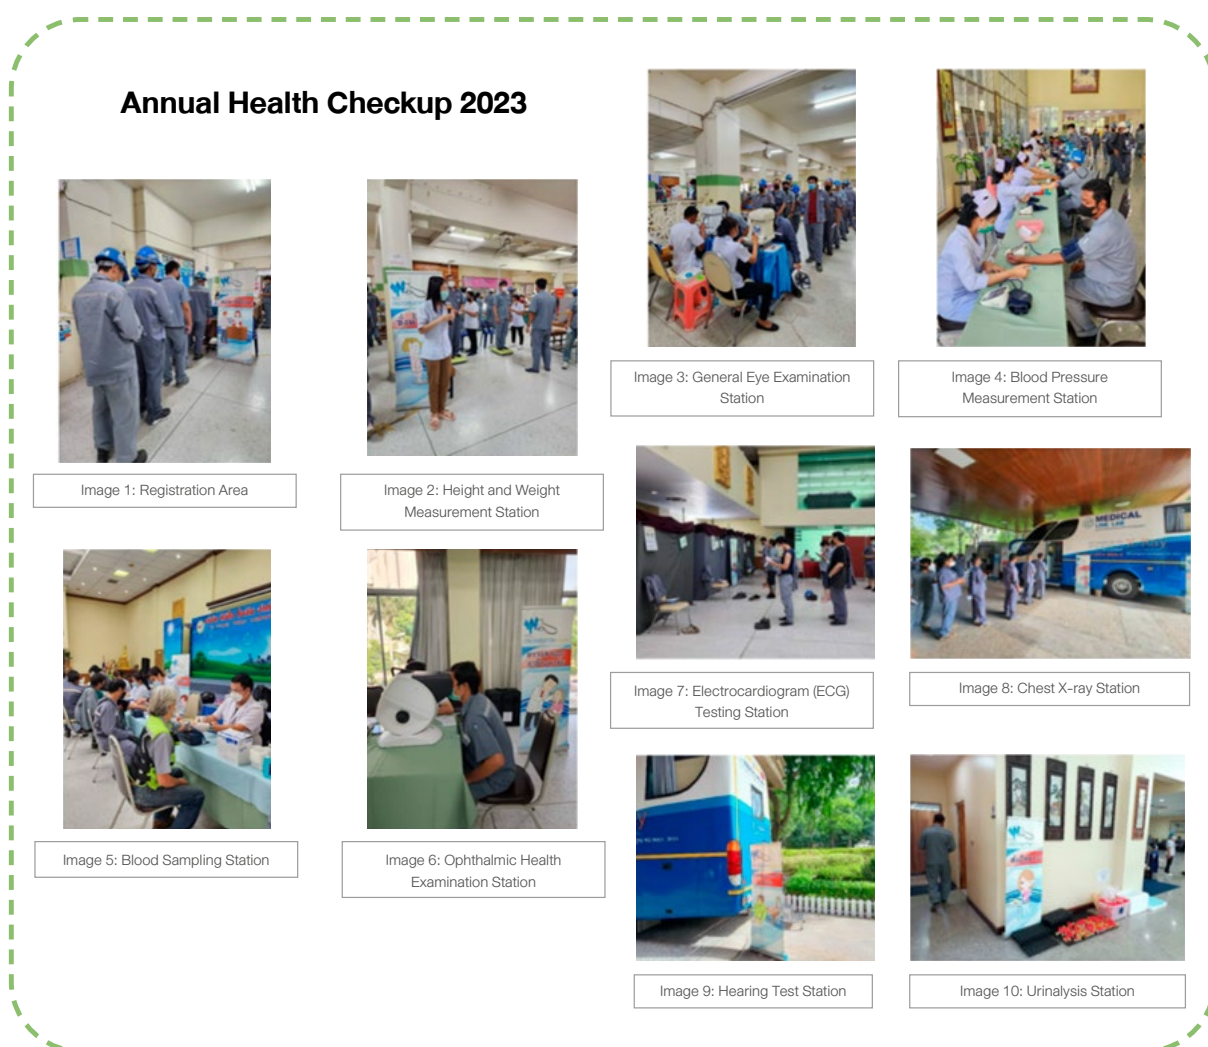 Annual Health Checkup 2023
Image 1: Registration Area
Image 2: Height and Weight
Measurement Station
Image 3: General Eye Examination
Station
Image 4: Blood Pressure
Measurement Station
Image 5: Blood Sampling Station
Image 6: Ophthalmic Health
Examination Station
Image 7: Electrocardiogram (ECG)
Testing Station
MEDICAL
LINE LAB
Image 8: Chest X-ray Station
Image 9: Hearing Test Station
Image 10: Urinalysis Station